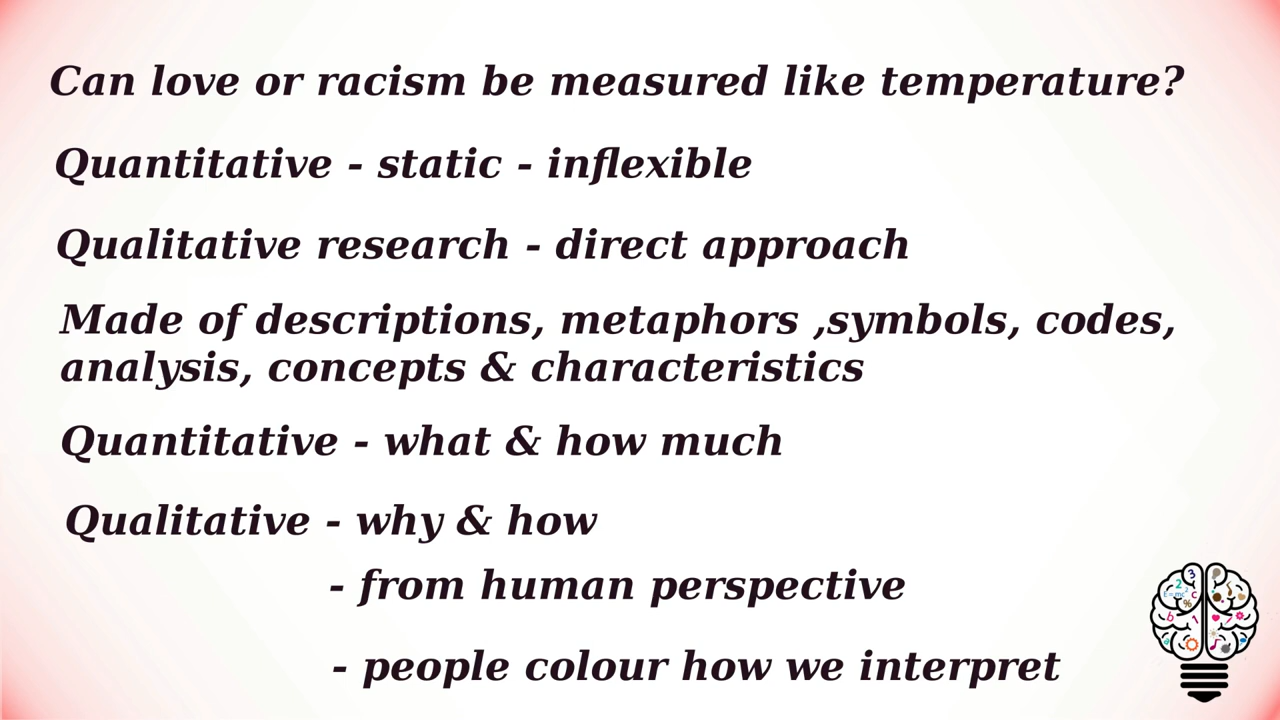 Can love or racism be measured like temperature?
Quantitative - static - inflexible
Qualitative research - direct approach
Made of descriptions, metaphors ,symbols, codes,
analysis, concepts & characteristics
Quantitative - what & how much
Qualitative - why & how
- from human perspective
- people colour how we interpret